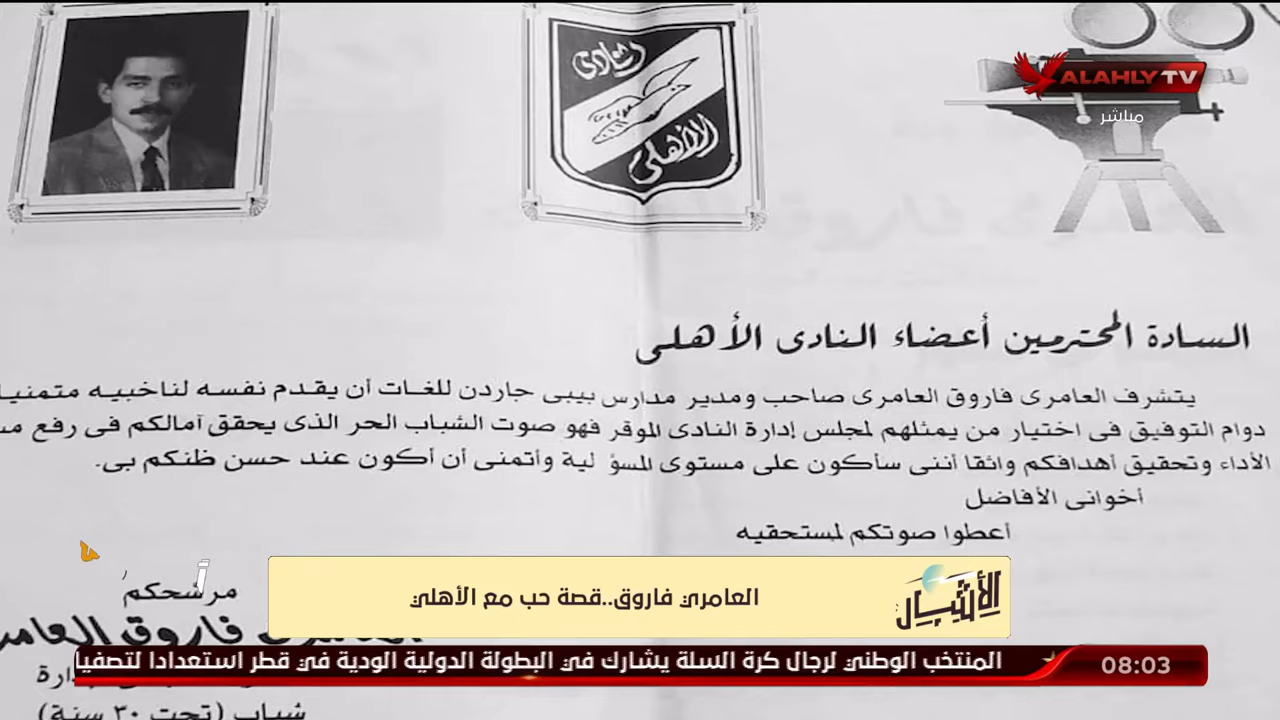 النادى
الأهلى
ALAHLY TV
مباشر
السادة المحترمين أعضاء النادى الأهلى
يتشرف العامرى فاروق العامرى صاحب ومدير مدارس بيبى جاردن للغات أن يقدم نفسه لناخبيه متمنيا
دوام التوفيق فى اختيار من يمثلهم لمجلس إدارة النادى الموقر فهو صوت الشباب الحر الذى يحقق آمالكم فى رفع
الأداء وتحقيق أهدافكم واثقا أننى سأكون على مستوى المسؤ لية وأتمنى أن أكون عند حسن ظنكم بى.
أخوانى الأفاضل
أعطوا صوتكم لمستحقيه
مرشحكم
فاروق
العامري فاروق..قصة حب مع الأهلي
المنتخب الوطني لرجال كرة السلة يشارك في البطولة الدولية الودية في قطر استعدادا لتصفيا
08:03
شباب (تحت ٣٠ سنة)